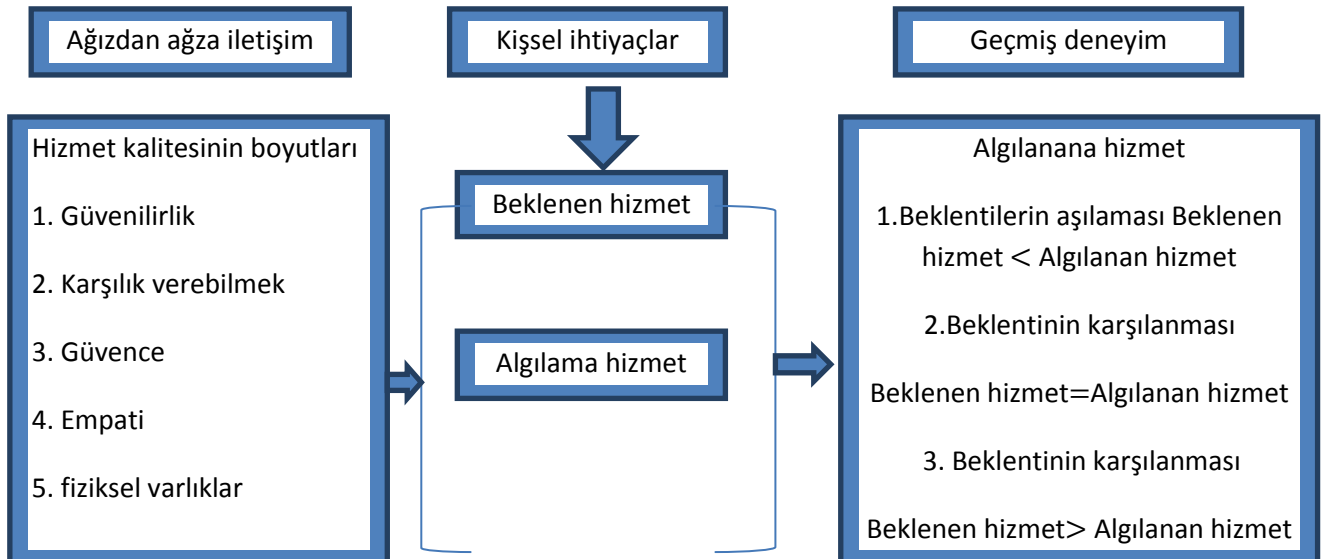 Ağızdan ağza iletişim
Kişsel ihtiyaçlar
Geçmiş deneyim
Hizmet kalitesinin boyutları
1. Güvenilirlik
2. Karşılık verebilmek
3. Güvence
4. Empati
5. fiziksel varlıklar
Beklenen hizmet
Algılama hizmet
Algılanana hizmet
1.Beklentilerin aşılaması Beklenen
hizmet < Algılanan hizmet
2.Beklentinin karşılanması
Beklenen hizmet=Algılanan hizmet
3. Beklentinin karşılanması
Beklenen hizmet> Algılanan hizmet